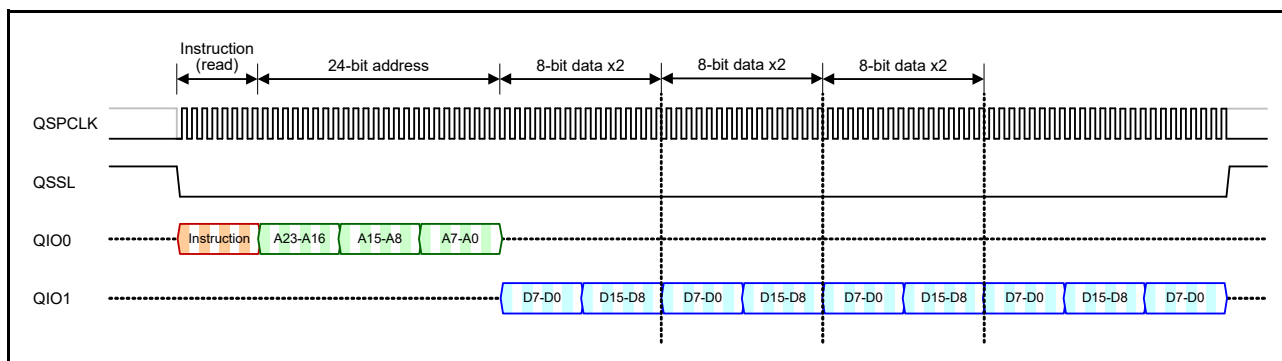 Instruction
(read)
24-bit address
8-bit data x2
8-bit data x2
8-bit data x2
QSPCLK
QSSL
QIO0
Instruction
A23-A16
A15-A8
A7-A0
QIO1
D7-D0
D15-D8
D7-D0
D15-D8
D7-D0
D15-D8
D7-D0
D15-D8
D7-D0